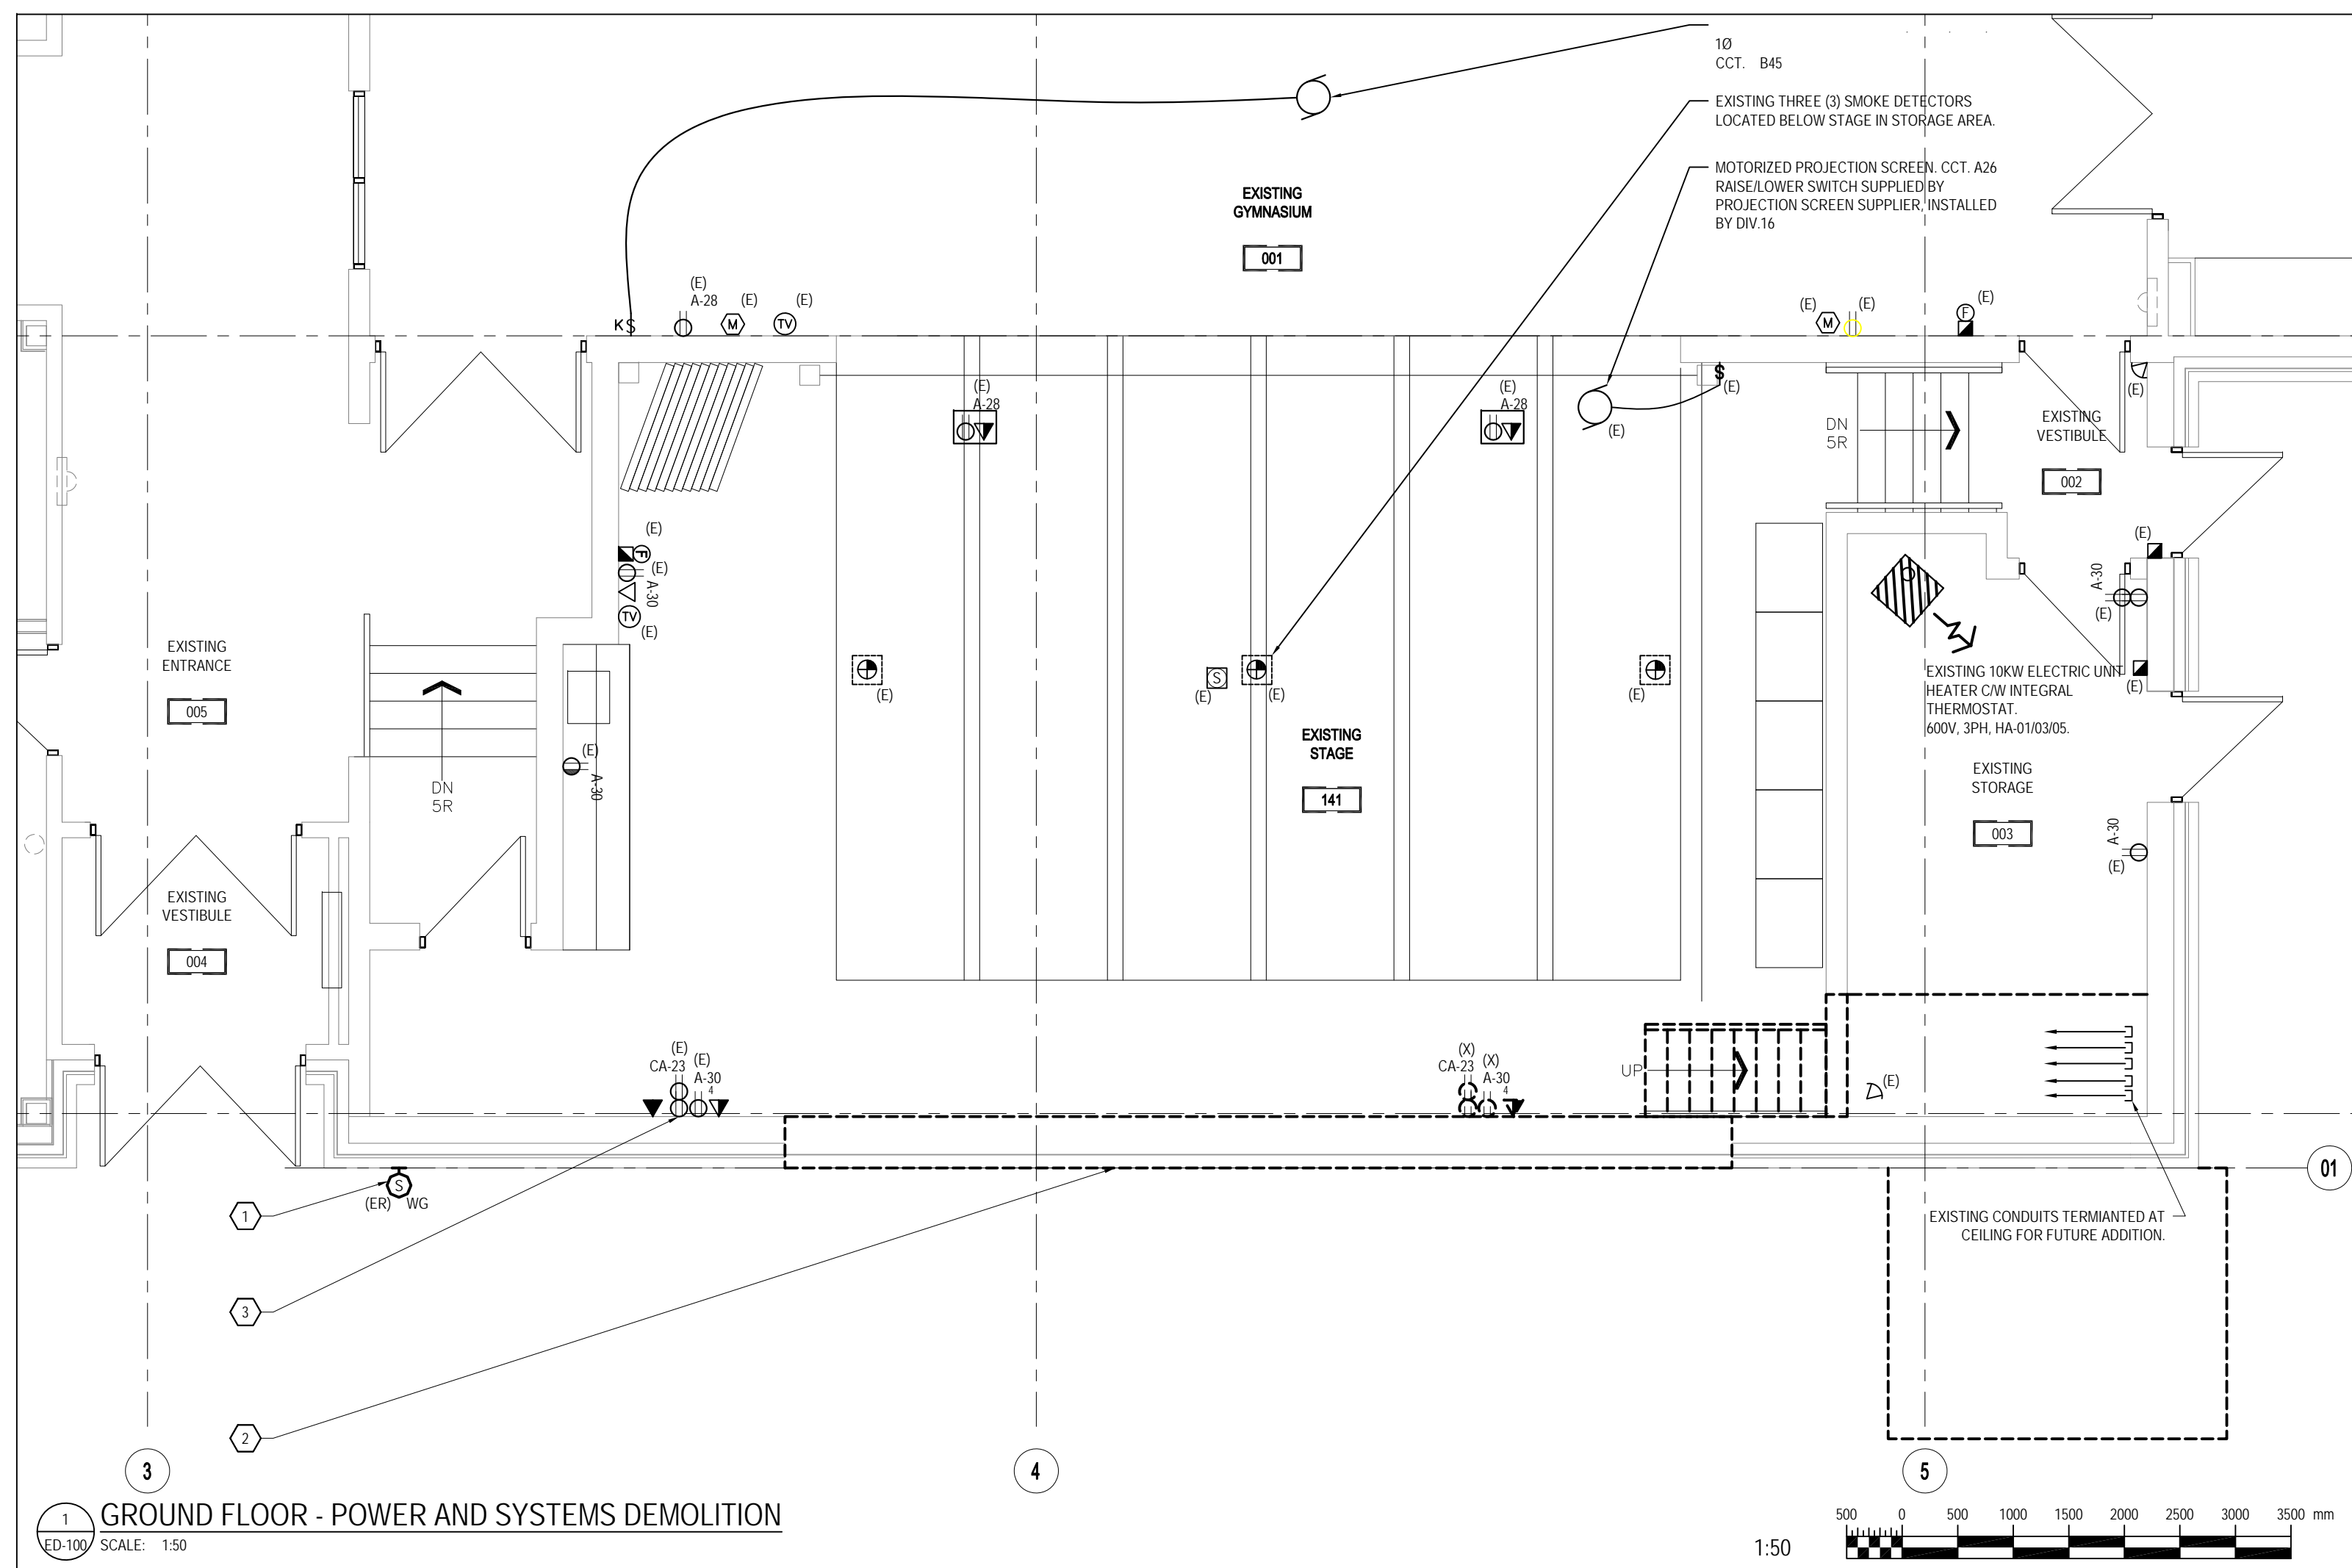 1Ø
CCT. B45
EXISTING THREE (3) SMOKE DETECTORS
LOCATED BELOW STAGE IN STORAGE AREA.
MOTORIZED PROJECTION SCREEN. CCT. A26
RAISE/LOWER SWITCH SUPPLIED BY
PROJECTION SCREEN SUPPLIER, INSTALLED
BY DIV.16
EXISTING
GYMNASIUM
001
(E)
A-28
(E)
(E)
KS
M
TV
(E)
(E)
(E)
M
F
(E)
A-28
(E)
A-28
$
(E)
(E)
(E)
DN
5R
EXISTING
VESTIBULE
002
(E)
F
(E)
A-30
TV
(E)
(E)
A-30
(E)
EXISTING
ENTRANCE
005
(E)
S
(E)
(E)
(E)
EXISTING 10KW ELECTRIC UNIT
HEATER C/W INTEGRAL
THERMOSTAT.
600V, 3PH, HA-01/03/05.
(E)
EXISTING
STAGE
141
(E)
A-30
DN
5R
EXISTING
STORAGE
003
A-30
(E)
EXISTING
VESTIBULE
004
(E)
CA-23
(E)
A-30
4
(X)
CA-23
(X)
A-30
4
UP
(E)
S
(ER)
WG
1
01
EXISTING CONDUITS TERMIANTED AT
CEILING FOR FUTURE ADDITION.
3
2
3
4
5
1
ED-100
GROUND FLOOR - POWER AND SYSTEMS DEMOLITION
SCALE: 1:50
1:50
500 0 500 1000 1500 2000 2500 3000 3500 mm